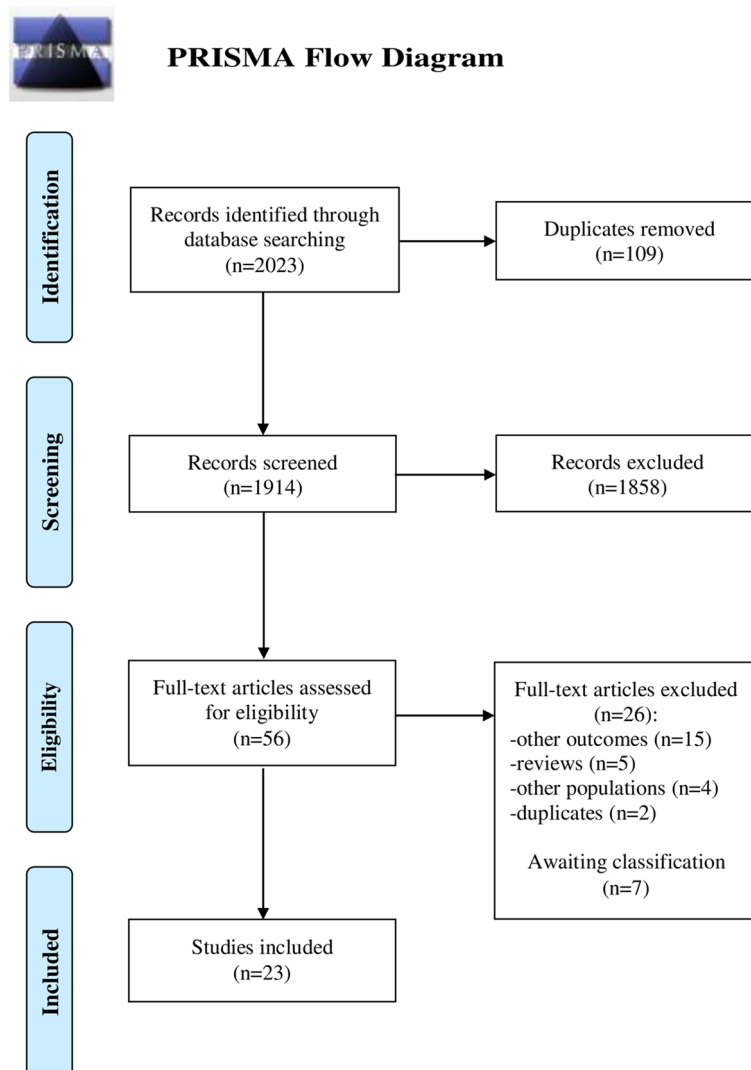 PRISMA
PRISMA Flow Diagram
Identification
Records identified through
database searching
(n=2023)
Duplicates removed
(n=109)
Screening
Records screened
(n=1914)
Records excluded
(n=1858)
Eligibility
Full-text articles assessed
for eligibility
(n=56)
Full-text articles excluded
(n=26):
-other outcomes (n=15)
-reviews (n=5)
-other populations (n=4)
-duplicates (n=2)
Awaiting classification
(n=7)
Included
Studies included
(n=23)